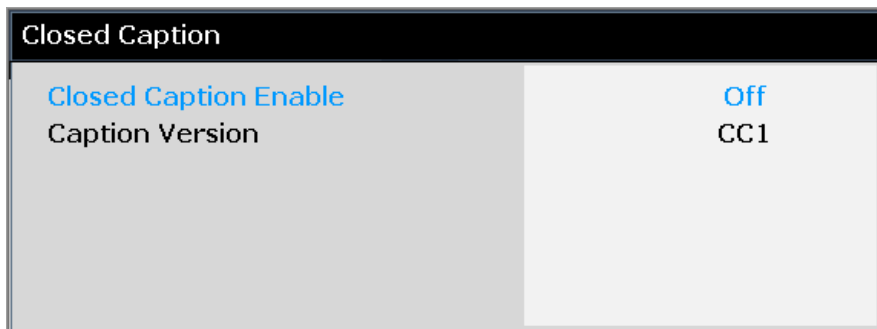 Closed Caption
Closed Caption Enable Off
Caption Version CC1